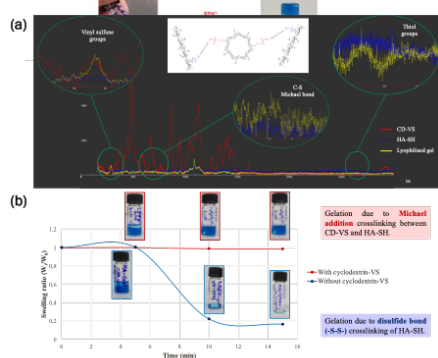 37°C
(a)
Vinyl sulfone
groups
Thiol
groups
C-S
Michael bond
CD-VS
HA-SH
Lyophilized gel
(b)
Gelation due to Michael
addition crosslinking between
CD-VS and HA-SH.
Swelling ratio
1,2
1
0,8
0,6
0,4
0,2
0
0
5
10
15
Time (min)
With cyclodextrin-VS
Without cyclodextrin-VS
Gelation due to disulfide bond
(-S-S-) crosslinking of HA-SH.